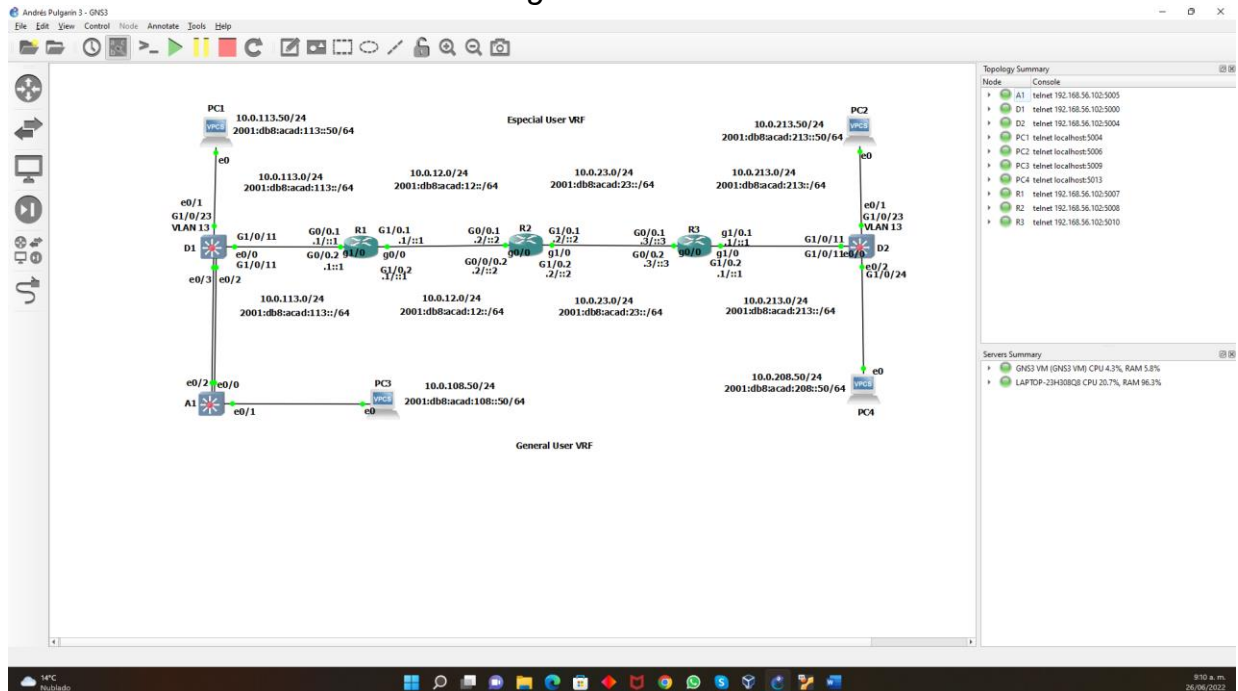 Andrés Pulgarin 3 - GNS3
File Edit View Control Node Annotate Tools Help
Topology Summary
Node Console
A1 telnet 192.168.56.102:5005
D1 telnet 192.168.56.102:5000
D2 telnet 192.168.56.102:5004
PC1 telnet localhost:5004
PC2 telnet localhost:5006
PC3 telnet localhost:5009
PC4 telnet localhost:5013
R1 telnet 192.168.56.102:5007
R2 telnet 192.168.56.102:5008
R3 telnet 192.168.56.102:5010
Servers Summary
GNS3 VM (GNS3 VM) CPU 4.3%, RAM 5.8%
LAPTOP-23H308Q8 CPU 20.7%, RAM 96.3%
PC1
10.0.113.50/24
VPCS
2001:db8:acad:113::50/64
e0
Especial User VRF
PC2
10.0.213.50/24
VPCS
2001:db8:acad:213::50/64
e0
10.0.113.0/24
2001:db8:acad:113::/64
10.0.12.0/24
2001:db8:acad:12::/64
10.0.23.0/24
2001:db8:acad:23::/64
10.0.213.0/24
2001:db8:acad:213::/64
e0/1
G1/0/23
VLAN 13
D1
G1/0/11
e0/0
G1/0/11
e0/3
e0/2
G0/0.1
.1/::1
R1
G1/0.1
.1/::1
G0/0.2
.1::1
g1/0
g0/0
G1/0.2
.1/::1
G0/0.1
.2/::2
R2
G1/0.1
.2/::2
g0/0
g1/0
G0/0/0.2
.2/::2
G1/0.2
.2/::2
G0/0.1
.3/::3
R3
g1/0.1
.1/::1
G0/0.2
.3/::3
g0/0
g1/0
G1/0.2
.1/::1
e0/1
G1/0/23
VLAN 13
G1/0/11
G1/0/11
e0/0
D2
e0/2
G1/0/24
10.0.113.0/24
2001:db8:acad:113::/64
10.0.12.0/24
2001:db8:acad:12::/64
10.0.23.0/24
2001:db8:acad:23::/64
10.0.213.0/24
2001:db8:acad:213::/64
e0/2
e0/0
A1
e0/1
PC3
VPCS
e0
10.0.108.50/24
2001:db8:acad:108::50/64
10.0.208.50/24
2001:db8:acad:208::50/64
e0
VPCS
PC4
General User VRF
14°C
Nublado
9:10 a. m.
26/06/2022